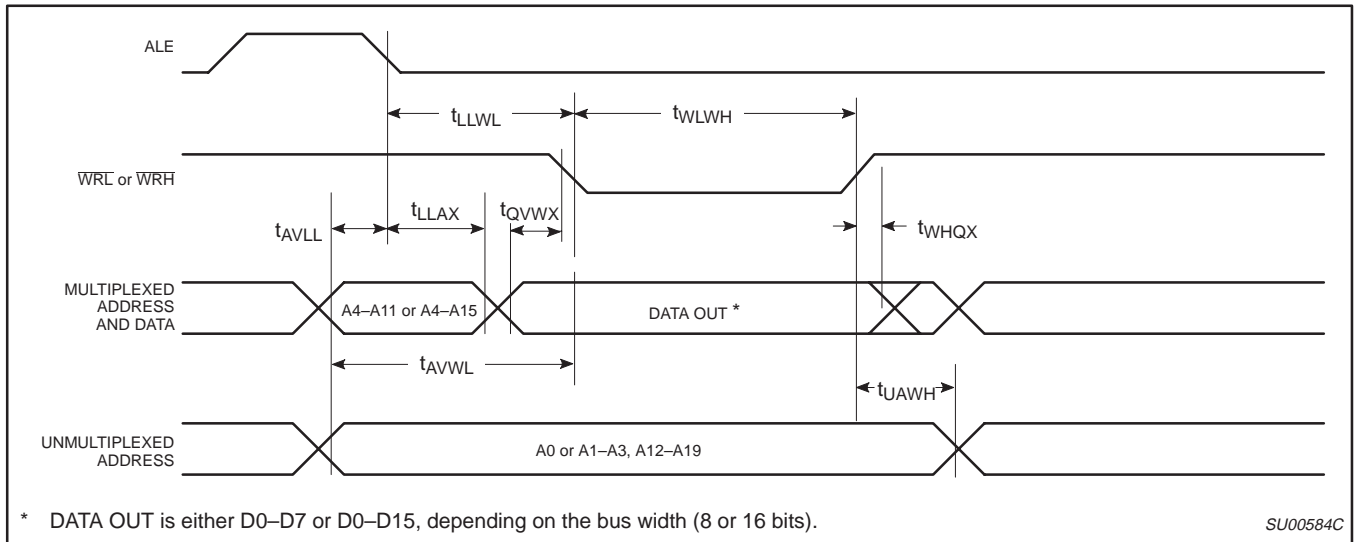 ALE
tLLWL
tWLWH
WRL or WRH
tAVLL
tLLAX
tQVWX
tWHQX
MULTIPLEXED
ADDRESS
AND DATA
A4–A11 or A4–A15
DATA OUT *
tAVWL
tUAWH
UNMULTIPLEXED
ADDRESS
A0 or A1–A3, A12–A19
* DATA OUT is either D0–D7 or D0–D15, depending on the bus width (8 or 16 bits).
SU00584C